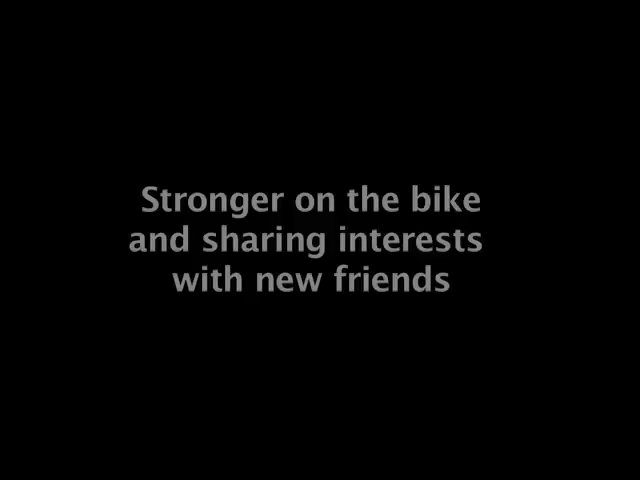 Stronger on the bike
and sharing interests
with new friends